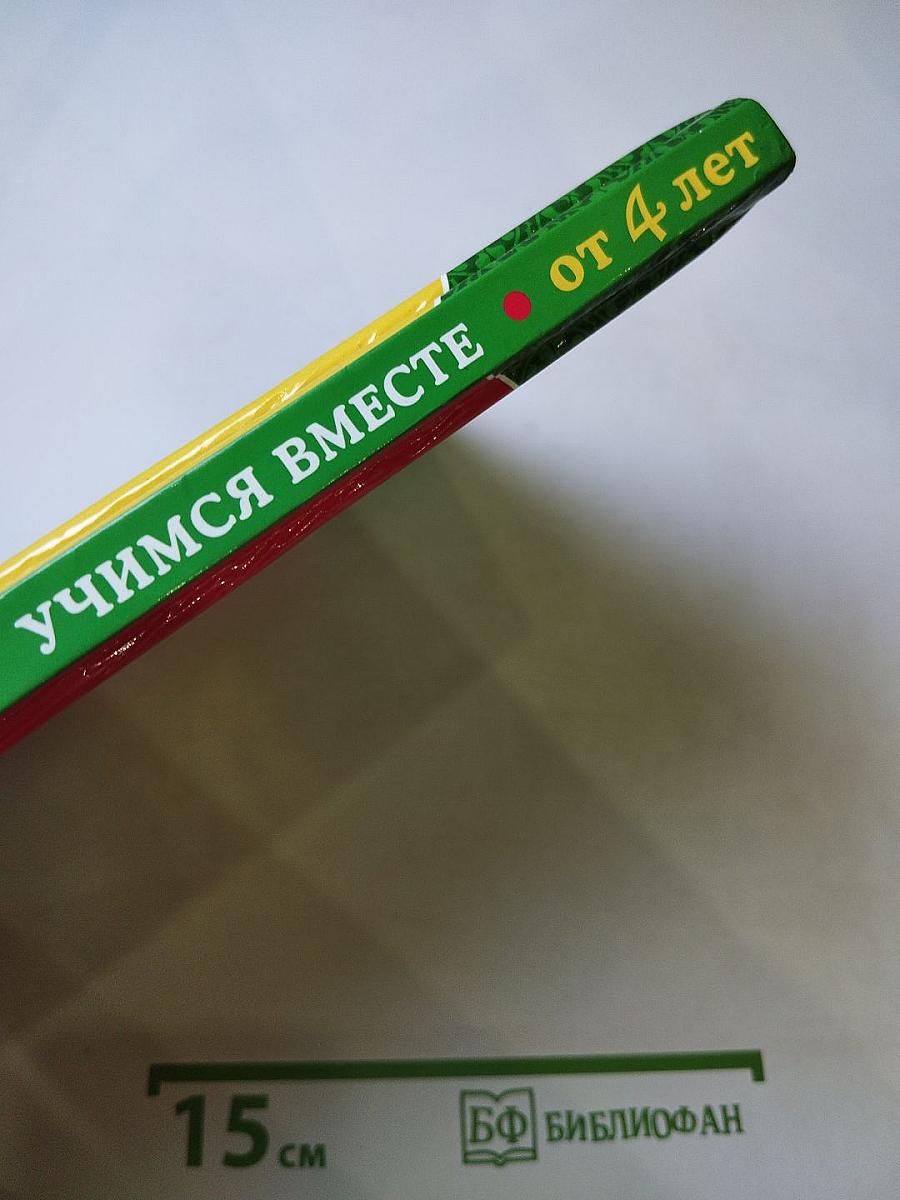 УЧИМСЯ ВМЕСТЕ • от 4 лет
15 см
БФ БИБЛИОФАН